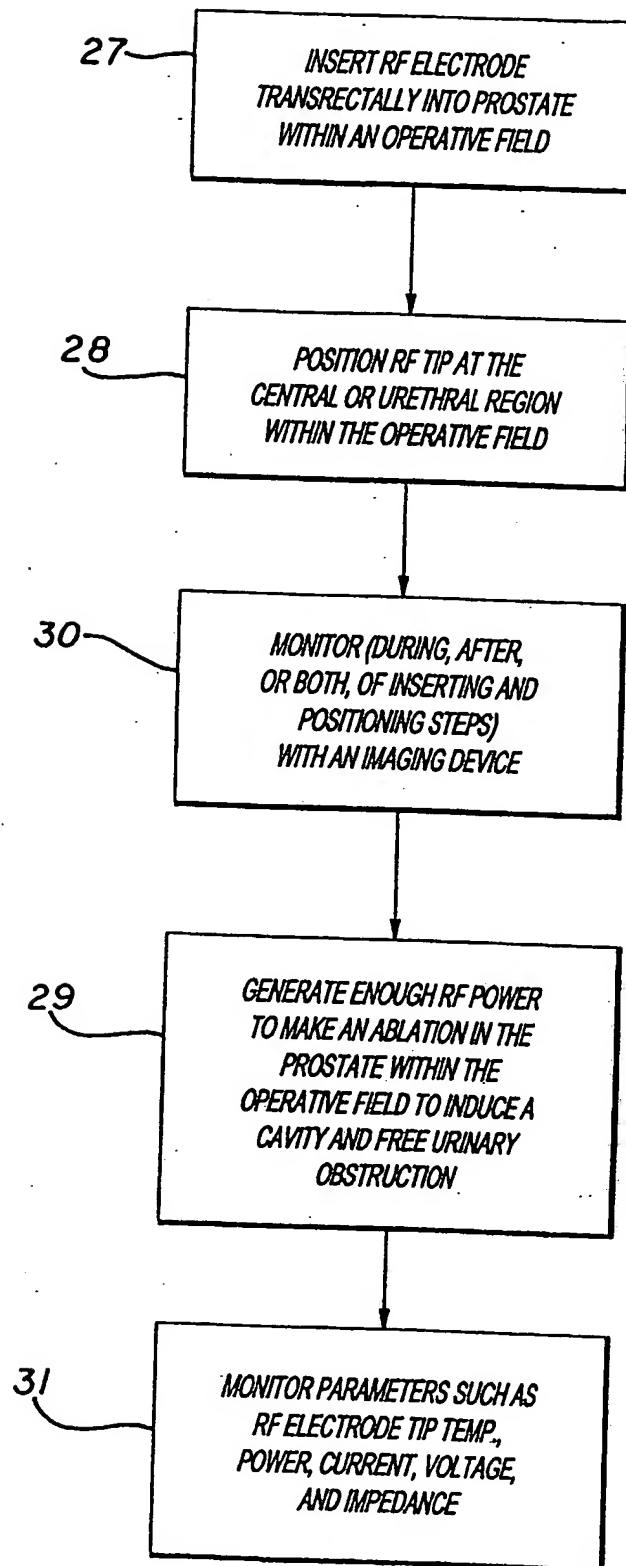 27
INSERT RF ELECTRODE
TRANSRECTALLY INTO PROSTATE
WITHIN AN OPERATIVE FIELD
28
POSITION RF TIP AT THE
CENTRAL OR URETHRAL REGION
WITHIN THE OPERATIVE FIELD
30
MONITOR (DURING, AFTER,
OR BOTH, OF INSERTING AND
POSITIONING STEPS)
WITH AN IMAGING DEVICE
29
GENERATE ENOUGH RF POWER
TO MAKE AN ABLATION IN THE
PROSTATE WITHIN THE
OPERATIVE FIELD TO INDUCE A
CAVITY AND FREE URINARY
OBSTRUCTION
31
MONITOR PARAMETERS SUCH AS
RF ELECTRODE TIP TEMP.,
POWER, CURRENT, VOLTAGE,
AND IMPEDANCE